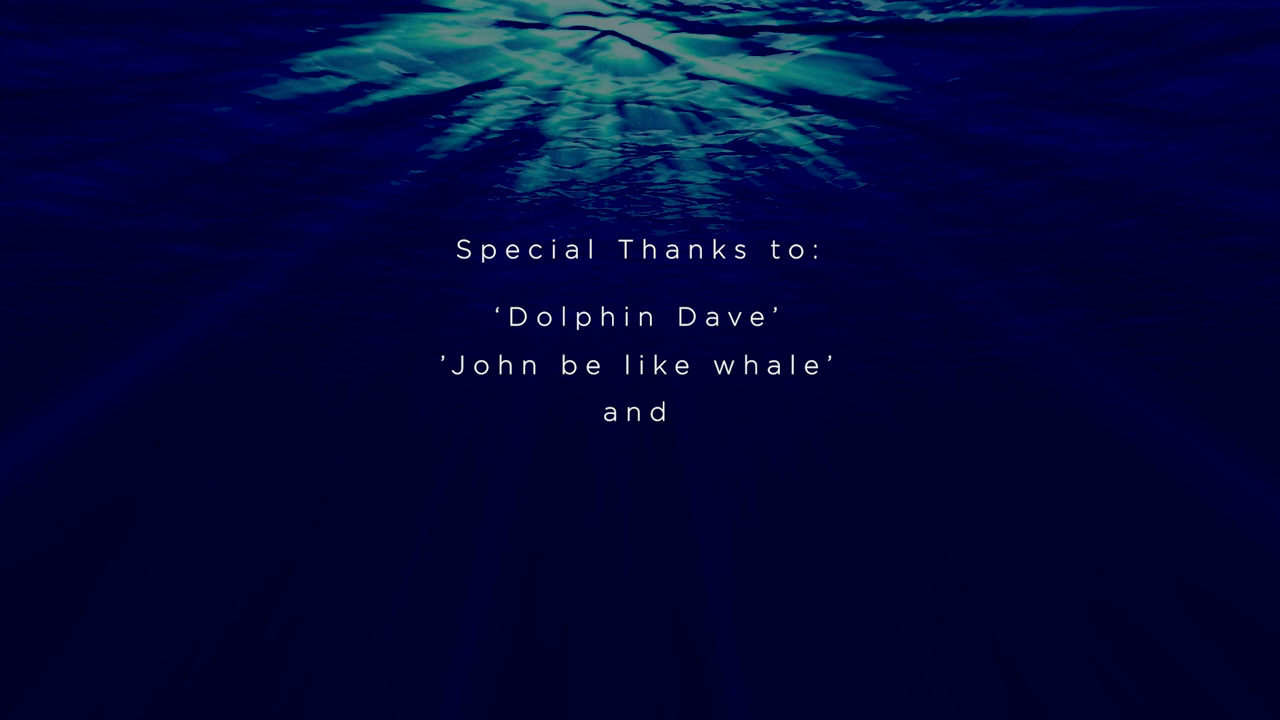 Special Thanks to:
‘Dolphin Dave’
’John be like whale’
and